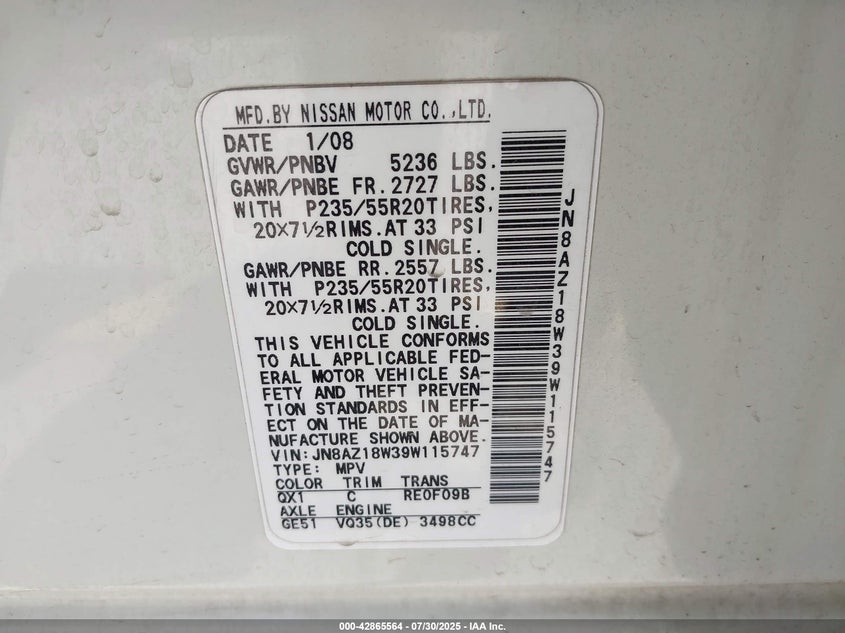 MFD.BY NISSAN MOTOR CO.,LTD.
DATE 1/08
GVWR/PNBV 5236 LBS.
GAWR/PNBE FR.2727 LBS.
WITH P235/55R20TIRES,
20X7½RIMS.AT 33 PSI
COLD SINGLE.
GAWR/PNBE RR.2557 LBS.
WITH P235/55R20TIRES,
20X7½RIMS.AT 33 PSI
COLD SINGLE.
THIS VEHICLE CONFORMS
TO ALL APPLICABLE FED-
ERAL MOTOR VEHICLE SA-
FETY AND THEFT PREVEN-
TION STANDARDS IN EFF-
ECT ON THE DATE OF MA-
NUFACTURE SHOWN ABOVE.
VIN:JN8AZ18W39W115747
TYPE: MPV
COLOR TRIM TRANS
QX1 C RE0F09B
AXLE ENGINE
GE51 VQ35(DE) 3498CC
JN8AZ18W39W115747
000-42865564 / 07/30/2025 - IAA Inc.